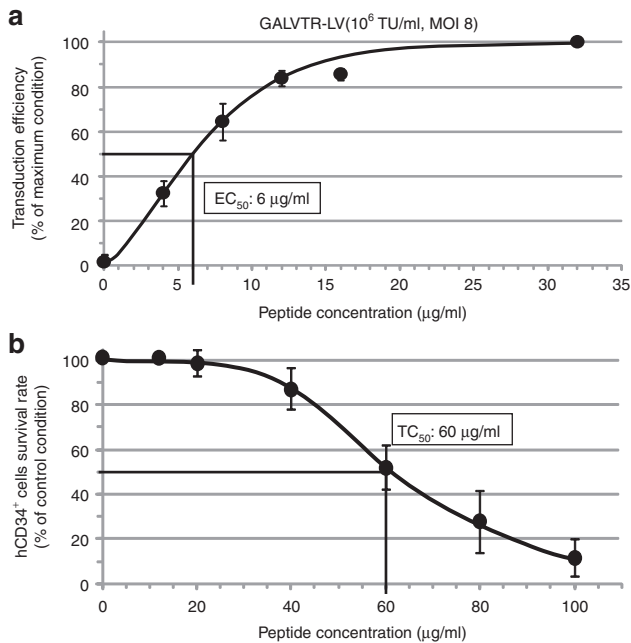 a
GALVTR-LV(10⁶ TU/ml, MOI 8)
Transduction efficiency
(% of maximum condition)
100
80
60
40
20
0
EC₅₀: 6 μg/ml
0 5 10 15 20 25 30 35
Peptide concentration (μg/ml)
b
hCD34⁺ cells survival rate
(% of control condition)
100
80
60
40
20
0
TC₅₀: 60 μg/ml
0 20 40 60 80 100
Peptide concentration (μg/ml)